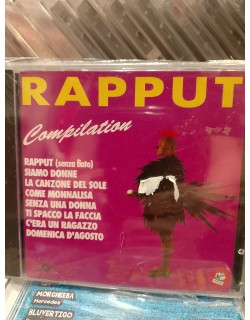 RAPPUT
Compilation
RAPPUT (senza fiato)
SIAMO DONNE
LA CANZONE DEL SOLE
COME MONNALISA
SENZA UNA DONNA
TI SPACCO LA FACCIA
C'ERA UN RAGAZZO
DOMENICA D'AGOSTO
MORCHEEBA
Mercedes
BLUVERTIGO